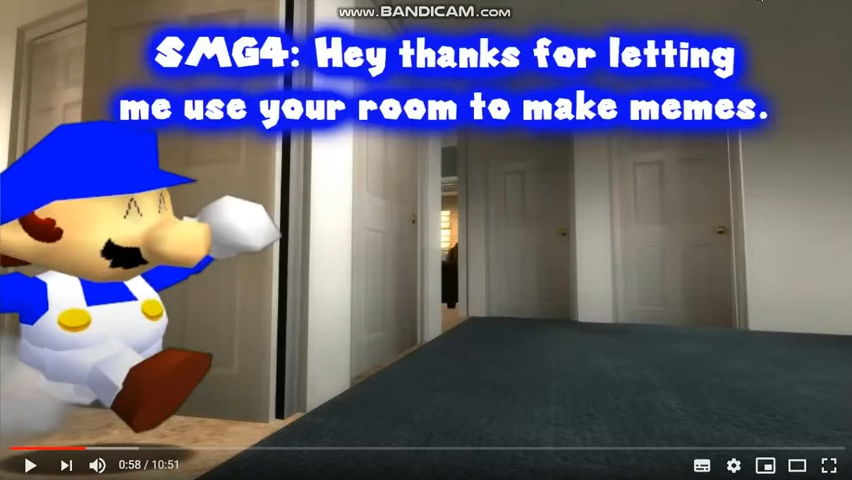 WWW.BANDICAM.COM
SMG4: Hey thanks for letting
me use your room to make memes.
0:58 / 10:51